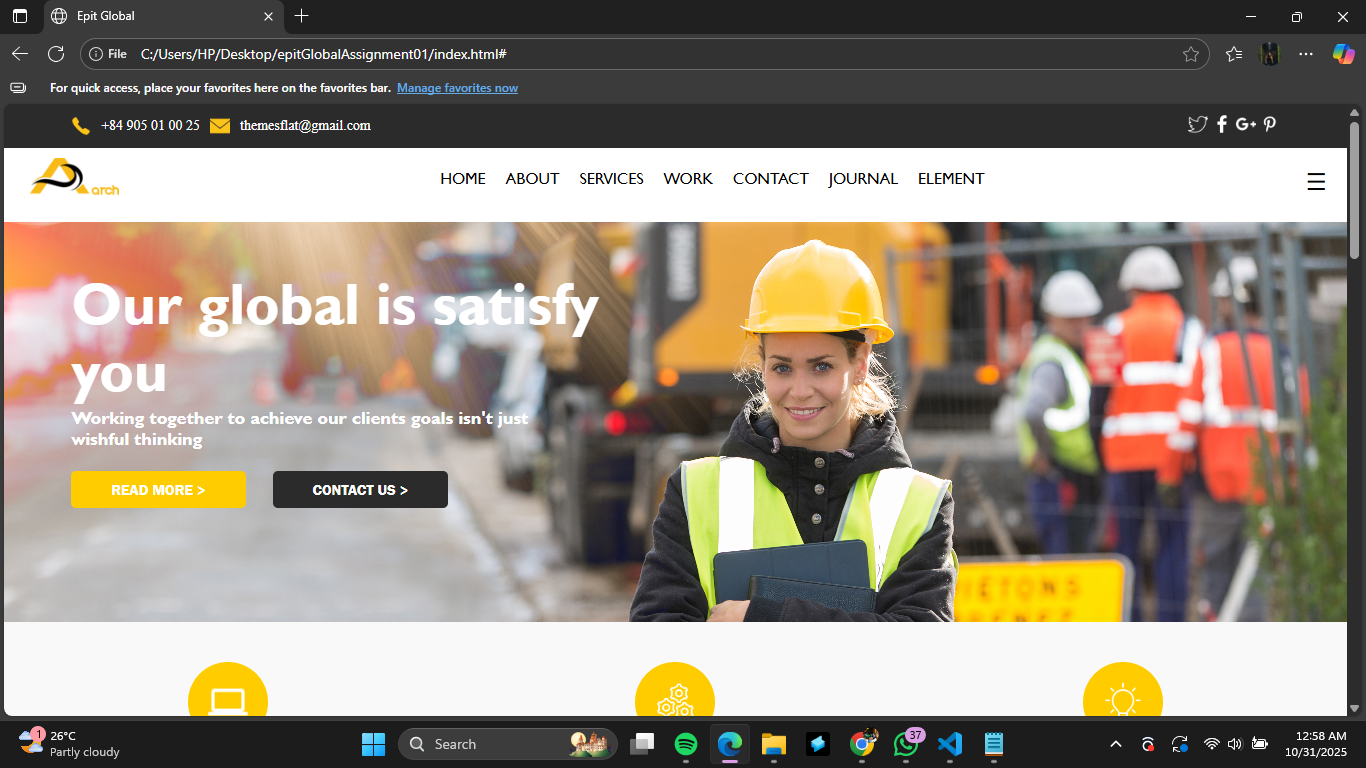 Epit Global
File C:/Users/HP/Desktop/epitGlobalAssignment01/index.html#
For quick access, place your favorites here on the favorites bar. Manage favorites now
+84 905 01 00 25 themesflat@gmail.com G+
arch
HOME ABOUT SERVICES WORK CONTACT JOURNAL ELEMENT
Our global is satisfy
you
Working together to achieve our clients goals isn't just
wishful thinking
READ MORE > CONTACT US >
1 26°C
Partly cloudy
Search
37
12:58 AM
10/31/2025